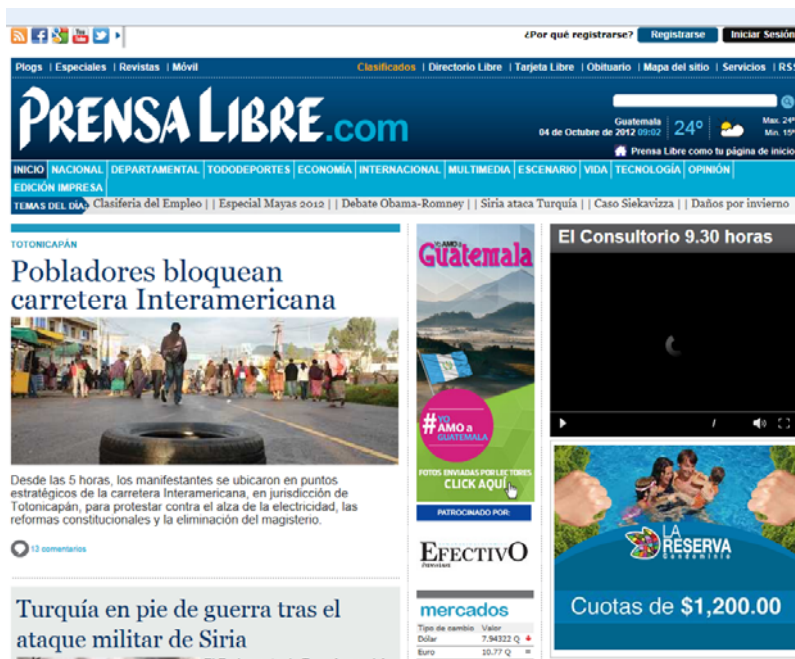 ¿Por qué registrarse? Registrarse Iniciar Sesión
Plogs | Especiales | Revistas | Móvil
Clasificados | Directorio Libre | Tarjeta Libre | Obituario | Mapa del sitio | Servicios | RSS
PRENSA LIBRE.com
Guatemala
04 de Octubre de 2012 09:02
24°
Max. 24°
Min. 15°
Prensa Libre como tu página de inicio
INICIO NACIONAL DEPARTAMENTAL TODODEPORTES ECONOMÍA INTERNACIONAL MULTIMEDIA ESCENARIO VIDA TECNOLOGÍA OPINIÓN
EDICIÓN IMPRESA
TEMAS DEL DÍA: Clasiferia del Empleo | | Especial Mayas 2012 | | Debate Obama-Romney | | Siria ataca Turquía | | Caso Siekavizza | | Daños por invierno
TOTONICAPÁN
Pobladores bloquean
carretera Interamericana
Desde las 5 horas, los manifestantes se ubicaron en puntos
estratégicos de la carretera Interamericana, en jurisdicción de
Totonicapán, para protestar contra el alza de la electricidad, las
reformas constitucionales y la eliminación del magisterio.
13 comentarios
Turquía en pie de guerra tras el
ataque militar de Siria
YO AMO a
Guatemala
#YO
AMO a
GUATEMALA
FOTOS ENVIADAS POR LECTORES
CLICK AQUÍ
PATROCINADO POR:
EFECTIVO
mercados
Tipo de cambio Valor
Dólar 7.94322 Q
Euro 10.77 Q =
El Consultorio 9.30 horas
LA
RESERVA
Condominio
Cuotas de $1,200.00